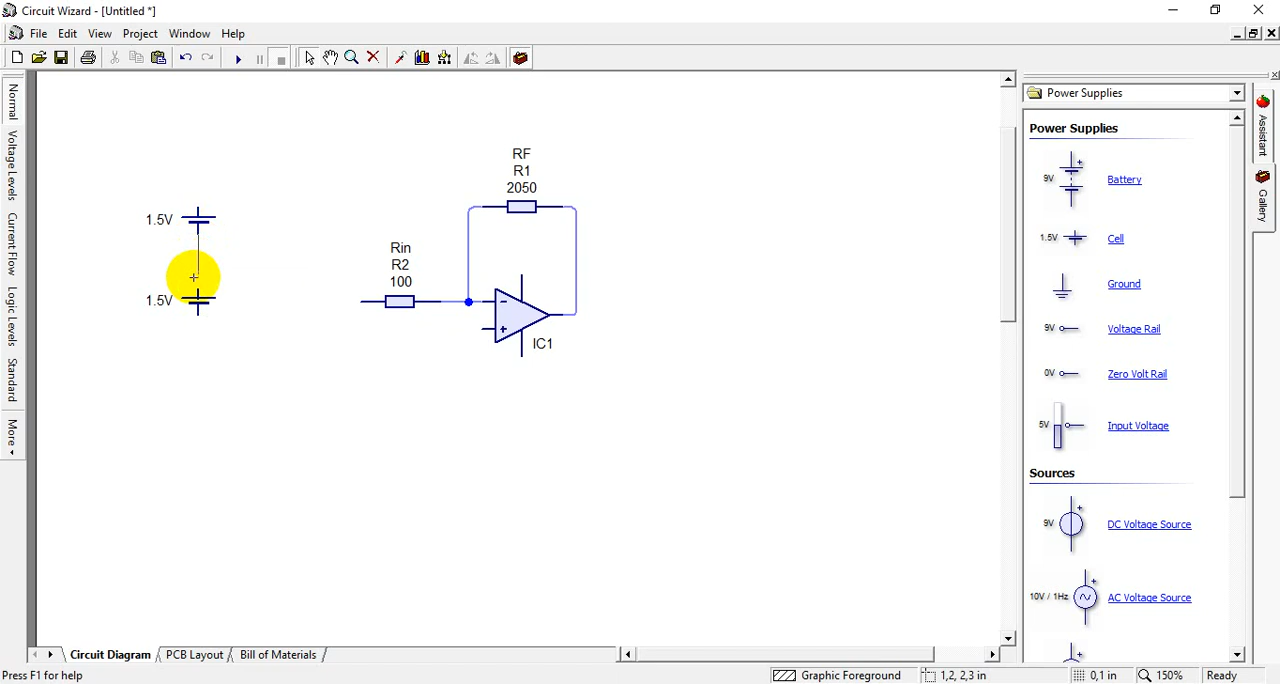 Circuit Wizard - [Untitled *]
File Edit View Project Window Help
Normal
Voltage Levels
Current Flow
Logic Levels
Standard
More
1.5V
1.5V
RF
R1
2050
Rin
R2
100
IC1
Power Supplies
Power Supplies
9V Battery
1.5V Cell
Ground
9V Voltage Rail
0V Zero Volt Rail
5V Input Voltage
Sources
9V DC Voltage Source
10V / 1Hz AC Voltage Source
Assistant
Gallery
Circuit Diagram PCB Layout Bill of Materials
Press F1 for help Graphic Foreground 1,2, 2,3 in 0,1 in 150% Ready